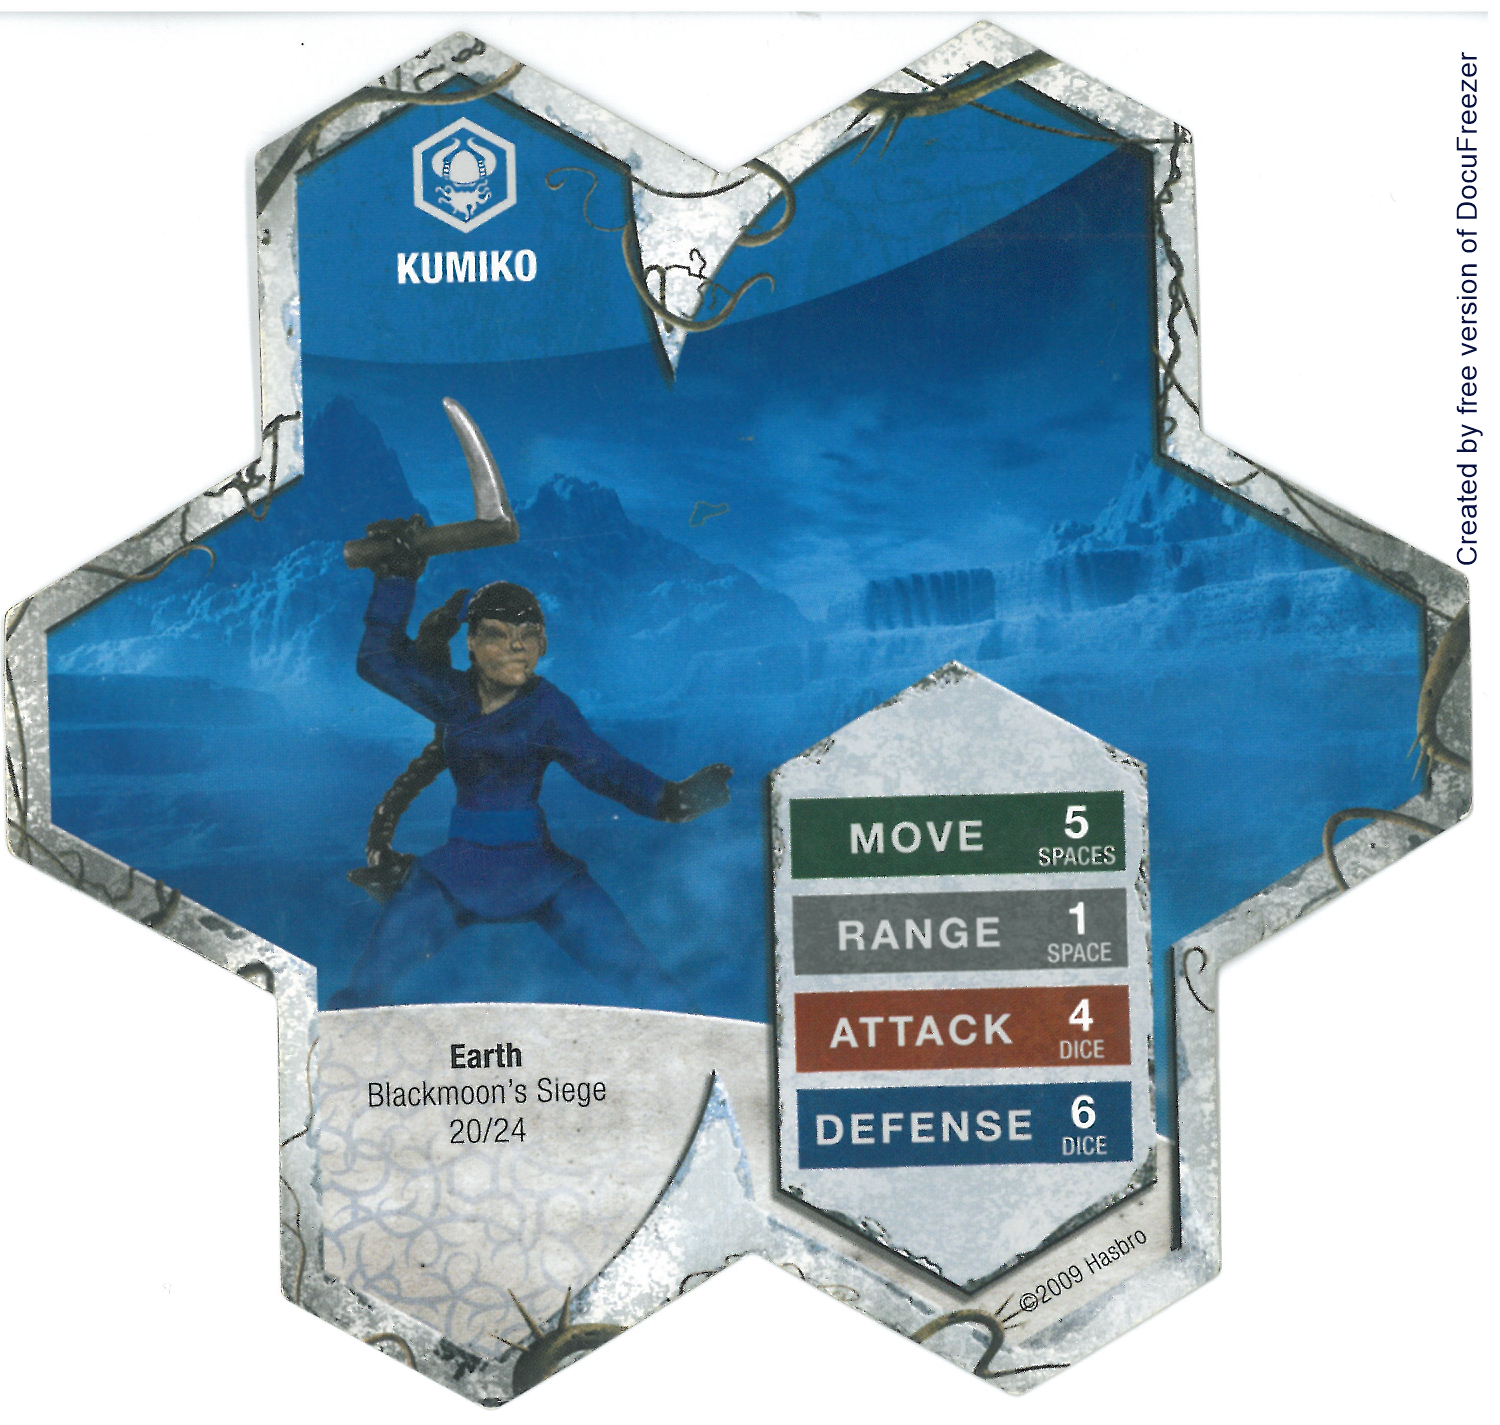 KUMIKO
MOVE 5
SPACES
RANGE 1
SPACE
ATTACK 4
DICE
DEFENSE 6
DICE
Earth
Blackmoon's Siege
20/24
©2009 Hasbro
Created by free version of DocuFreezer